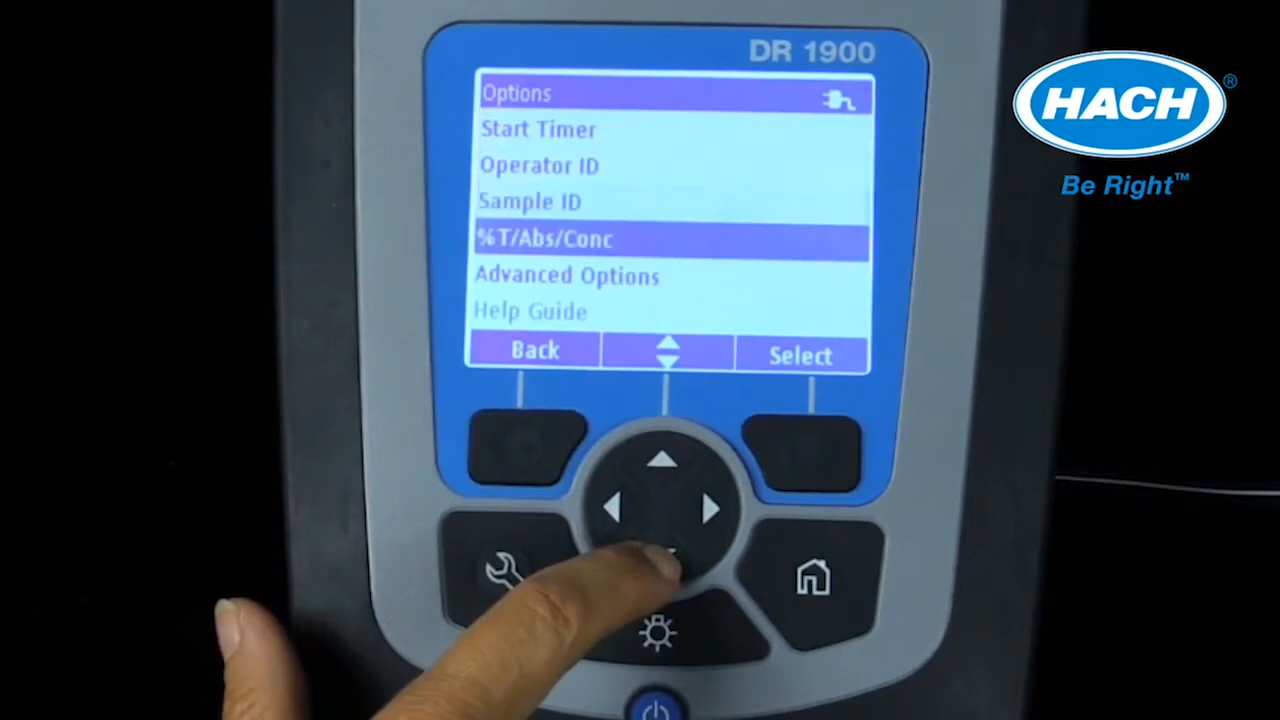 DR 1900
HACH®
Be Right™
Options
Start Timer
Operator ID
Sample ID
%T/Abs/Conc
Advanced Options
Help Guide
Back
Select